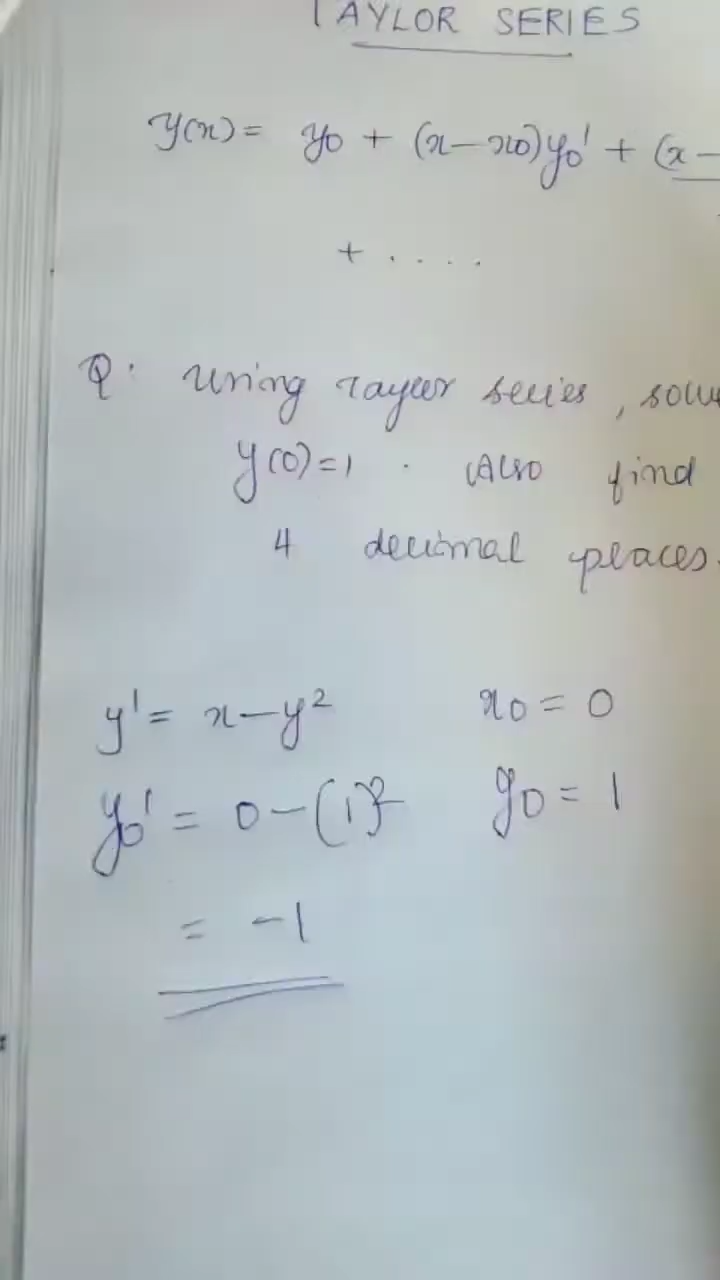 TAYLOR SERIES
y(x) = y0 + (x-x0)y0' + (x-
+ ....
Q. Using Taylor series, solve
y(0)=1 . Also find
4 decimal places.
y' = x-y² x0 = 0
y0' = 0-(1)² y0 = 1
= -1